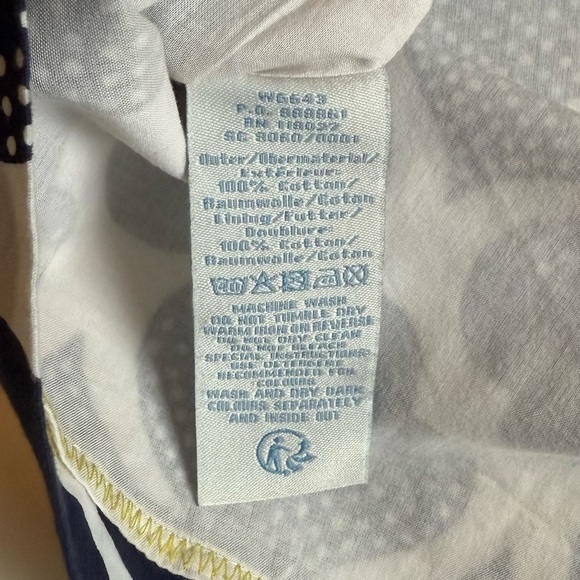 WG643
P.O. 988861
RN 118037
SC 8060/0001
Outer/Obermaterial/
Extérieur:
100% Cotton/
Baumwolle/Coton
Lining/Futter/
Doublure:
100% Cotton/
Baumwolle/Coton
MACHINE WASH
DO NOT TUMBLE DRY
WARM IRON ON REVERSE
DO NOT DRY CLEAN
DO NOT BLEACH
SPECIAL INSTRUCTIONS:
USE DETERGENT
RECOMMENDED FOR
COLOURS
WASH AND DRY DARK
COLOURS SEPARATELY
AND INSIDE OUT